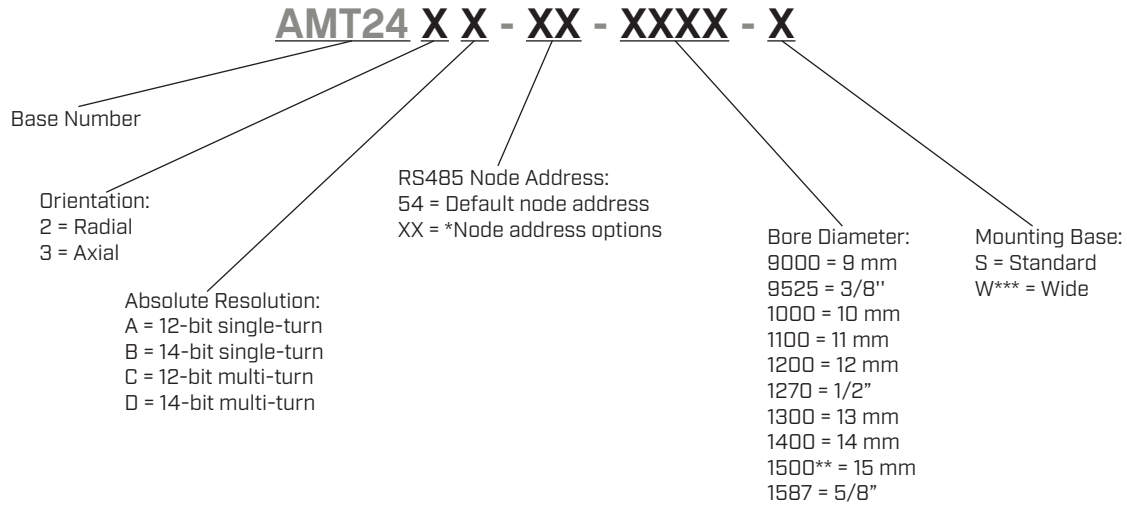 AMT24 X X - XX - XXXX - X
Base Number
Orientation:
2 = Radial
3 = Axial
Absolute Resolution:
A = 12-bit single-turn
B = 14-bit single-turn
C = 12-bit multi-turn
D = 14-bit multi-turn
RS485 Node Address:
54 = Default node address
XX = *Node address options
Bore Diameter:
9000 = 9 mm
9525 = 3/8''
1000 = 10 mm
1100 = 11 mm
1200 = 12 mm
1270 = 1/2”
1300 = 13 mm
1400 = 14 mm
1500** = 15 mm
1587 = 5/8”
Mounting Base:
S = Standard
W*** = Wide